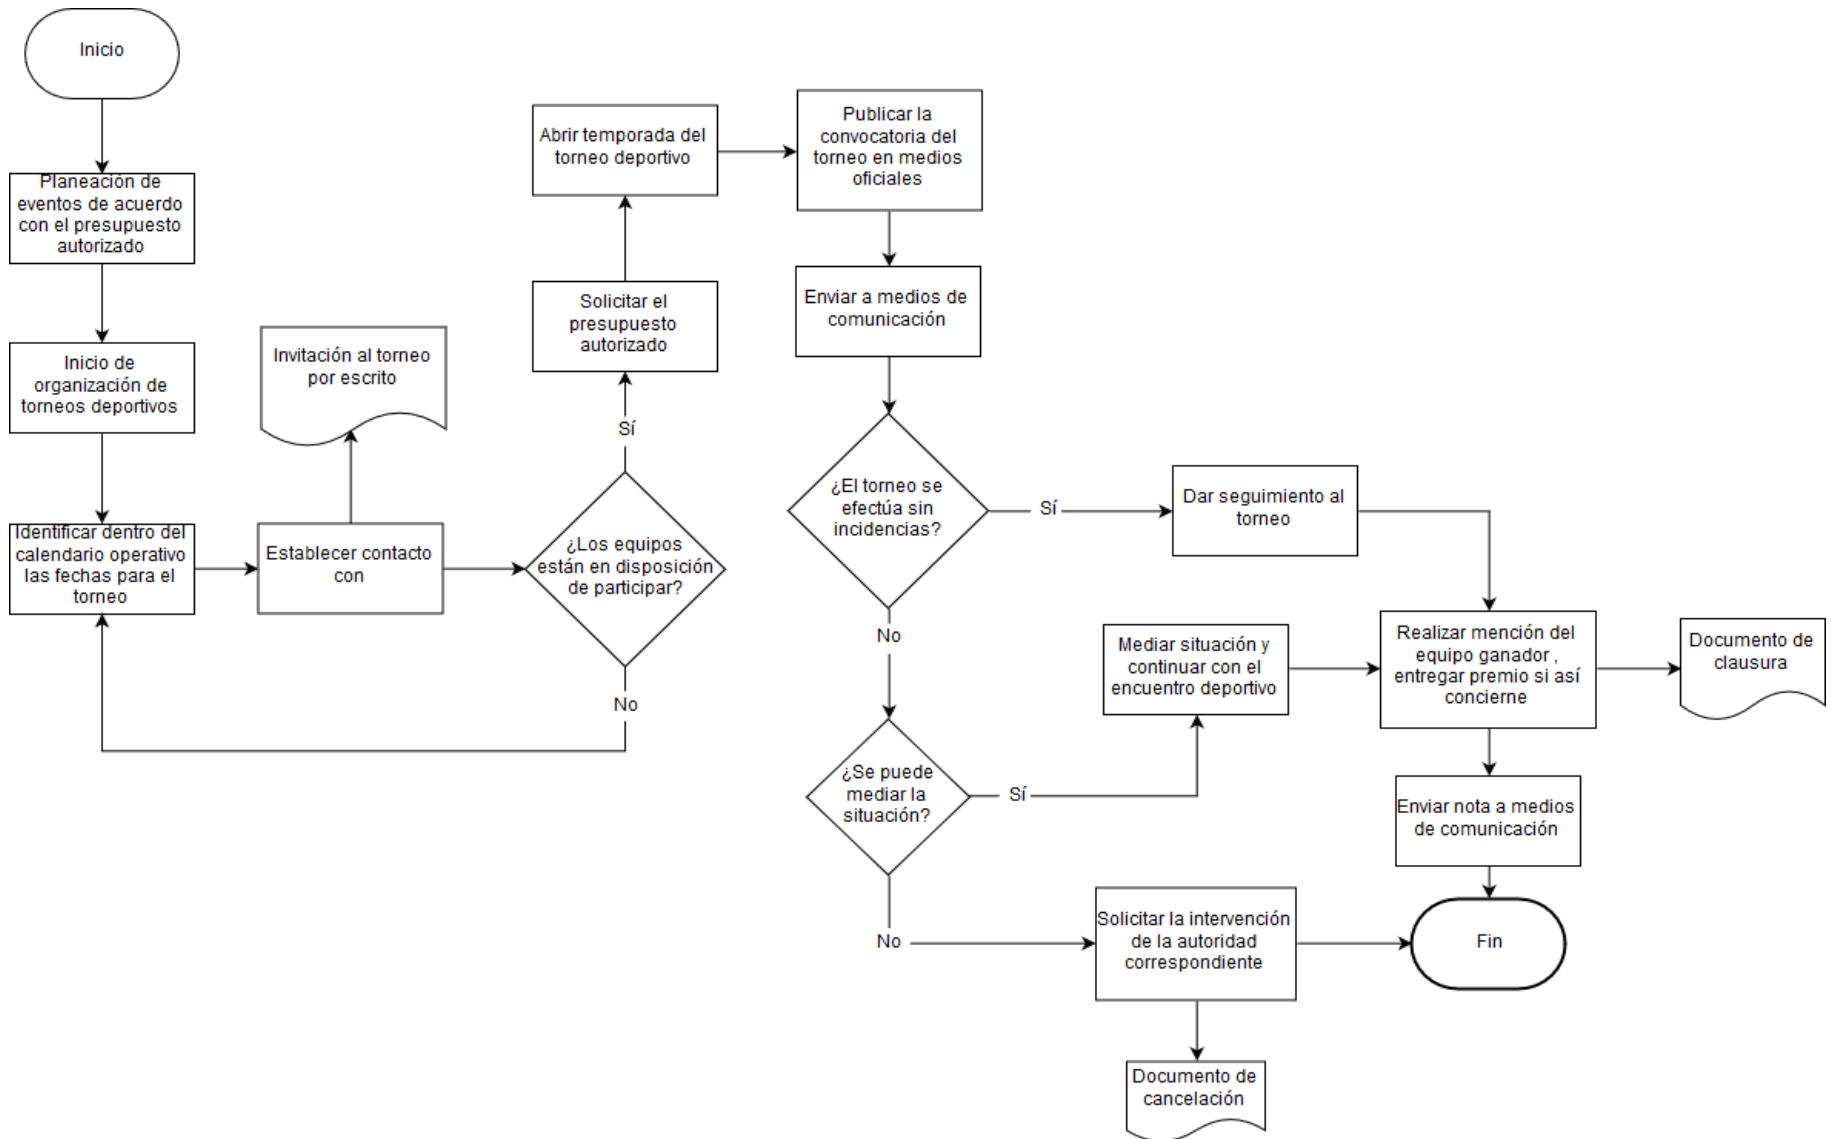 Inicio
Planeación de
eventos de acuerdo
con el presupuesto
autorizado
Inicio de
organización de
torneos deportivos
Identificar dentro del
calendario operativo
las fechas para el
torneo
Invitación al torneo
por escrito
Establecer contacto
con
¿Los equipos
están en disposición
de participar?
No
Sí
Solicitar el
presupuesto
autorizado
Abrir temporada del
torneo deportivo
Publicar la
convocatoria del
torneo en medios
oficiales
Enviar a medios de
comunicación
¿El torneo se
efectúa sin
incidencias?
Sí
Dar seguimiento al
torneo
No
¿Se puede
mediar la
situación?
Sí
Mediar situación y
continuar con el
encuentro deportivo
Realizar mención del
equipo ganador ,
entregar premio si así
concierne
Documento de
clausura
Enviar nota a medios
de comunicación
No
Solicitar la intervención
de la autoridad
correspondiente
Fin
Documento de
cancelación